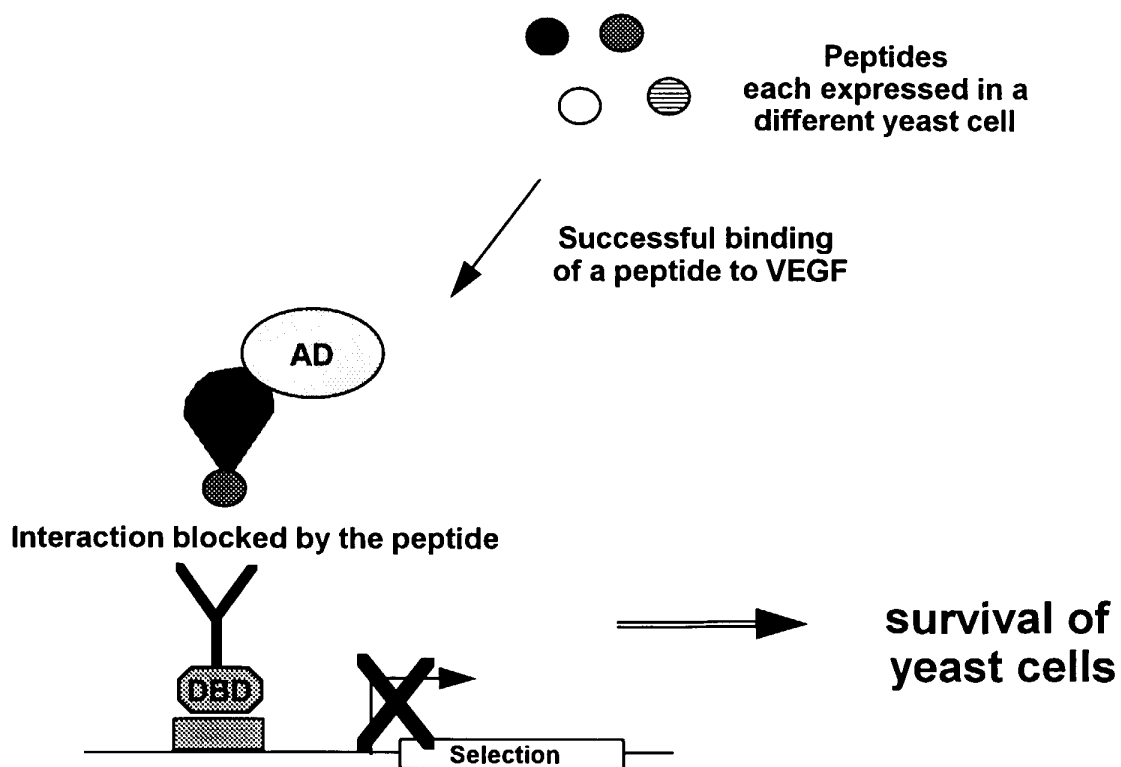 Peptides
each expressed in a
different yeast cell
Successful binding
of a peptide to VEGF
AD
Interaction blocked by the peptide
DBD
survival of
yeast cells
Selection